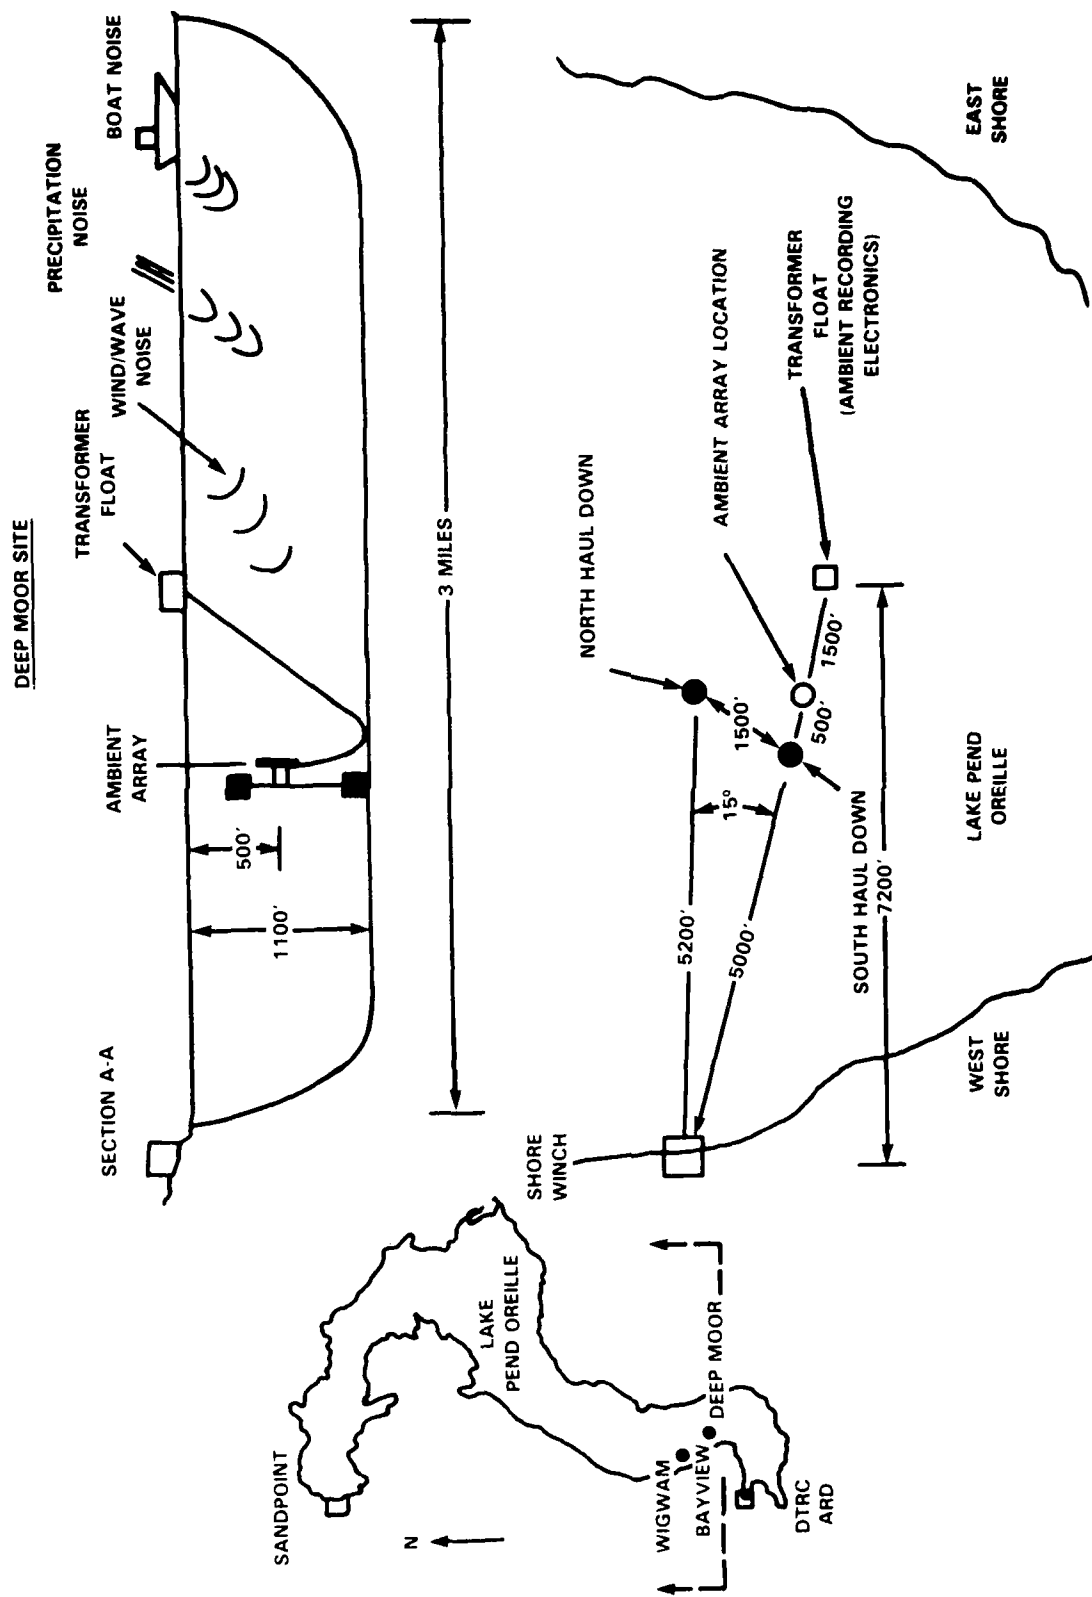 DEEP MOOR SITE
SECTION A-A
AMBIENT
ARRAY
TRANSFORMER
FLOAT
WIND/WAVE
NOISE
PRECIPITATION
NOISE
BOAT NOISE
500'
1100'
3 MILES
SANDPOINT
N
LAKE
PEND OREILLE
WIGWAM
BAYVIEW
DEEP MOOR
DTRC
ARD
SHORE
WINCH
NORTH HAUL DOWN
AMBIENT ARRAY LOCATION
TRANSFORMER
FLOAT
(AMBIENT RECORDING
ELECTRONICS)
5200'
15°
1500'
5000'
500'
1500'
SOUTH HAUL DOWN
7200'
WEST
SHORE
LAKE PEND
OREILLE
EAST
SHORE